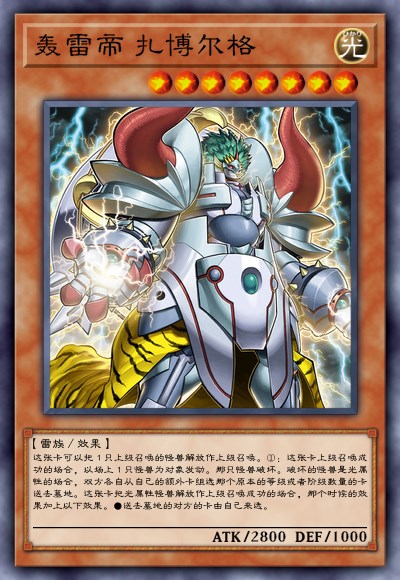 轰雷帝 扎博尔格
光
【雷族／效果】
这张卡可以把1只上级召唤的怪兽解放作上级召唤。①：这张卡上级召唤成
功的场合，以场上1只怪兽为对象发动。那只怪兽破坏。破坏的怪兽是光属
性的场合，双方各自从自己的额外卡组选那个原本的等级或者阶级数量的卡
送去墓地。这张卡把光属性怪兽解放作上级召唤成功的场合，那个时候的效
果加上以下效果。●送去墓地的对方的卡由自己来选。
ATK/2800 DEF/1000